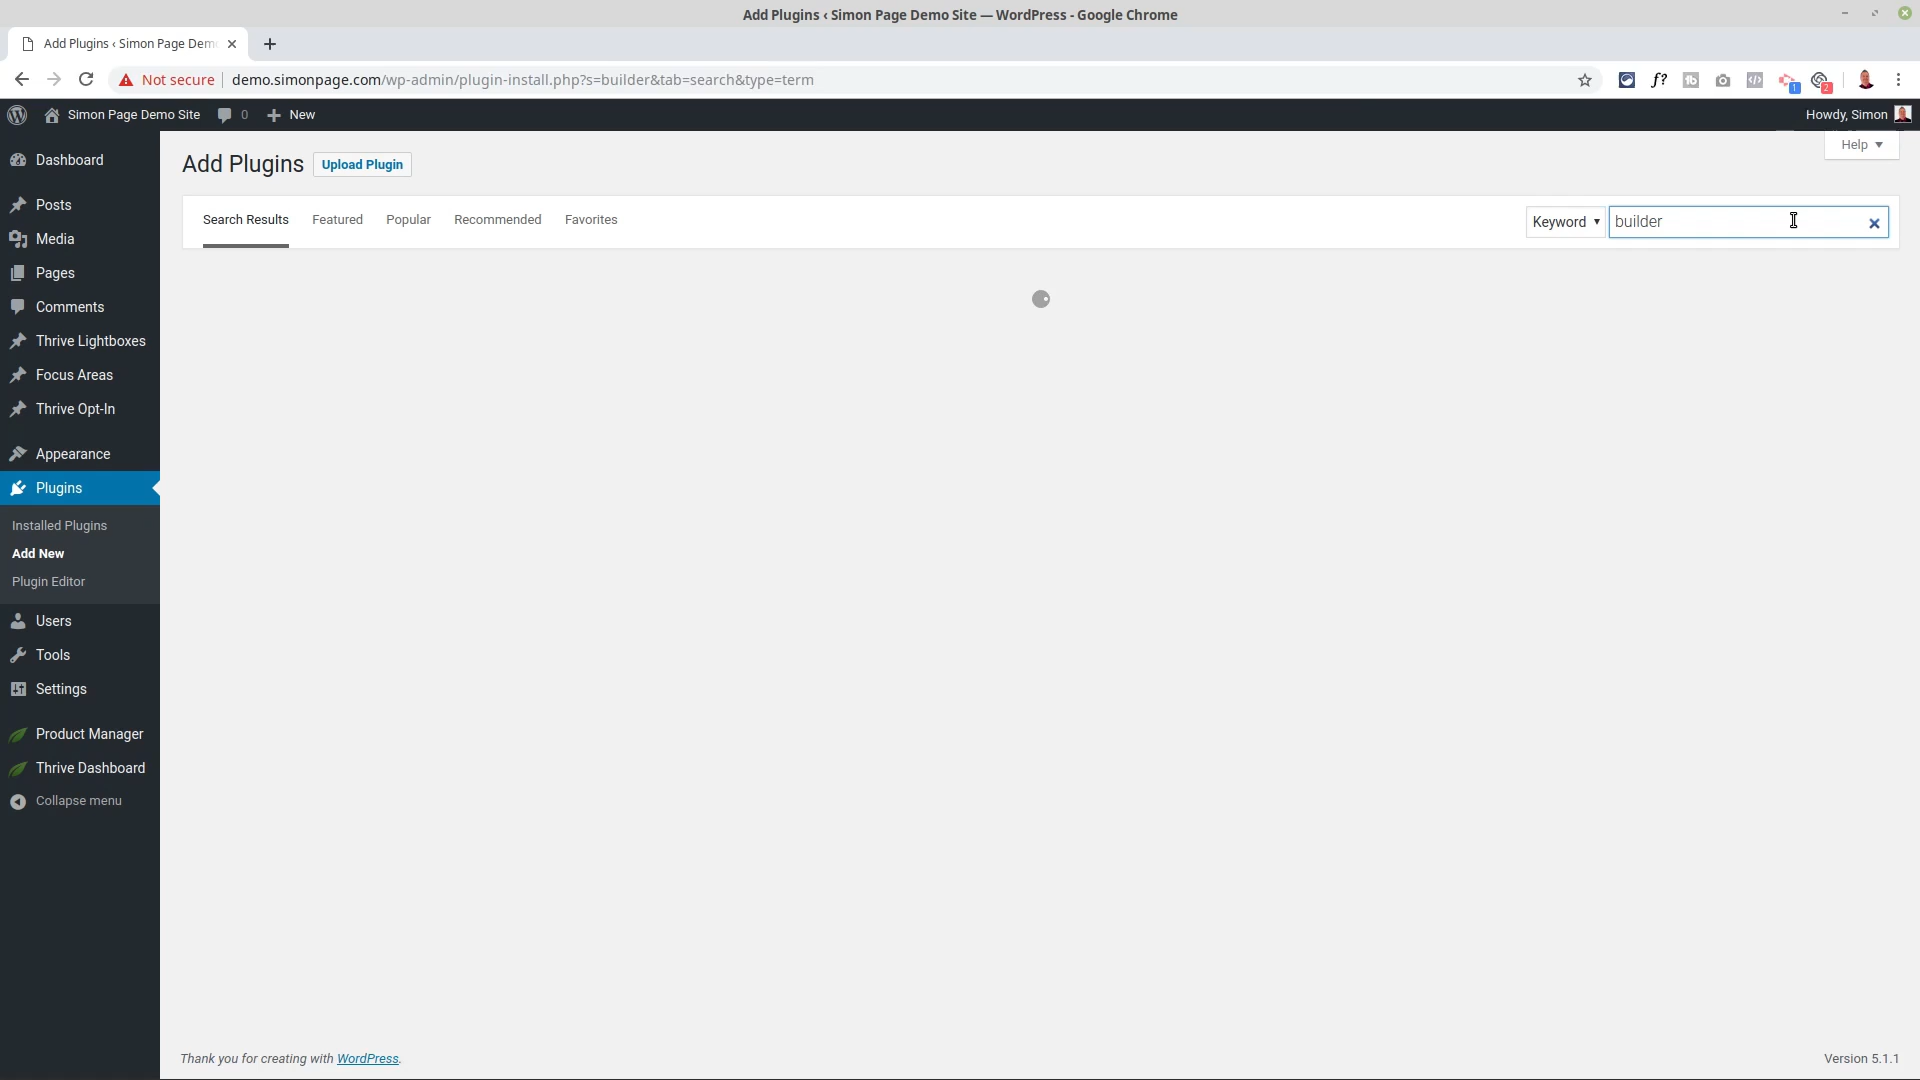 Add Plugins ‹ Simon Page Demo Site — WordPress - Google Chrome
Add Plugins ‹ Simon Page Demo
Not secure | demo.simonpage.com/wp-admin/plugin-install.php?s=builder&tab=search&type=term
f? tb 1 2
Simon Page Demo Site 0 New Howdy, Simon
Help ▼
Add Plugins Upload Plugin
Search Results Featured Popular Recommended Favorites Keyword ▾ builder
Dashboard
Posts
Media
Pages
Comments
Thrive Lightboxes
Focus Areas
Thrive Opt-In
Appearance
Plugins
Installed Plugins
Add New
Plugin Editor
Users
Tools
Settings
Product Manager
Thrive Dashboard
Collapse menu
Thank you for creating with WordPress. Version 5.1.1